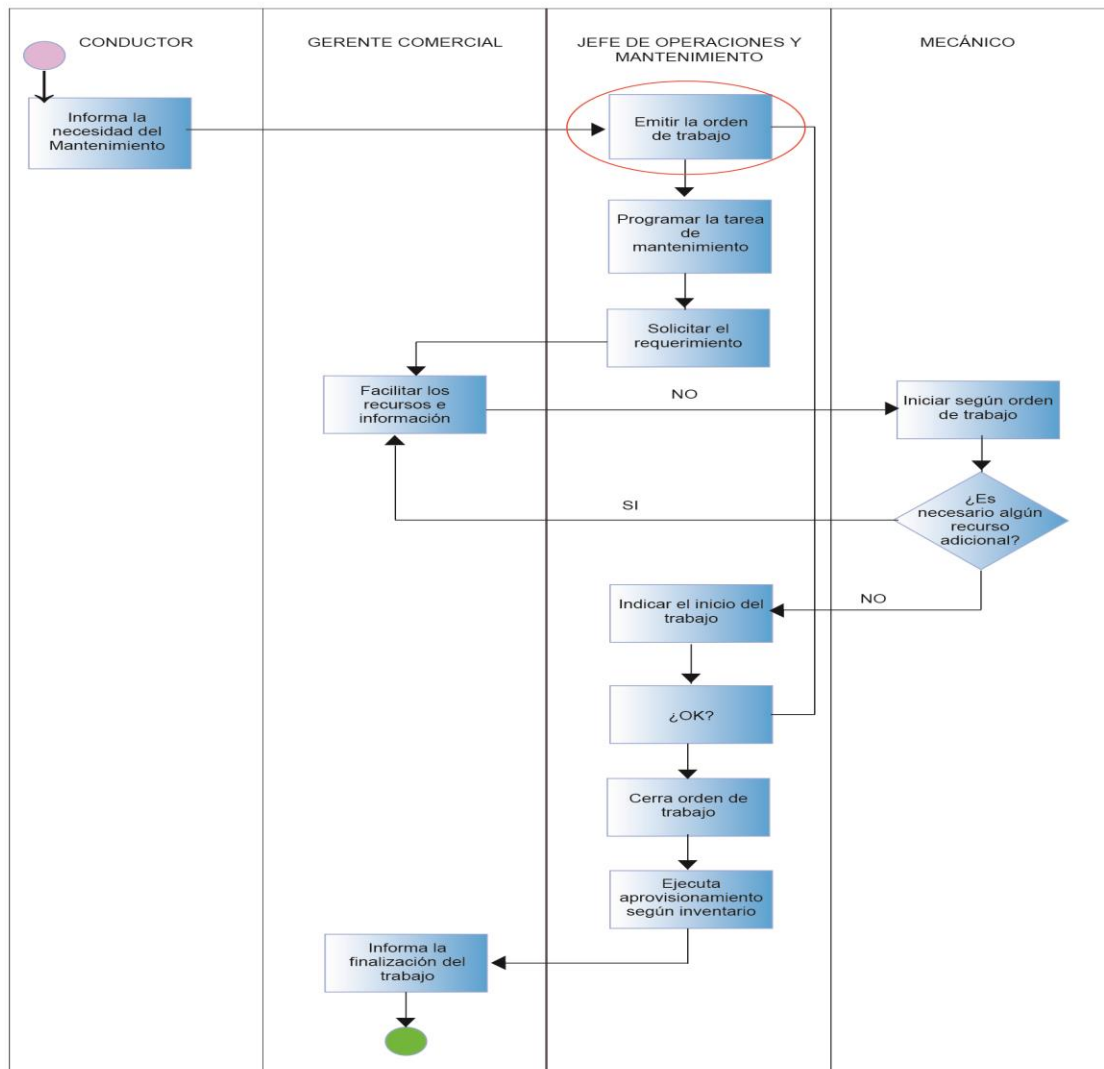 CONDUCTOR
GERENTE COMERCIAL
JEFE DE OPERACIONES Y
MANTENIMIENTO
MECÁNICO
Informa la
necesidad del
Mantenimiento
Emitir la orden
de trabajo
Programar la tarea
de
mantenimiento
Solicitar el
requerimiento
Facilitar los
recursos e
información
NO
Iniciar según orden
de trabajo
¿Es
necesario algún
recurso
adicional?
SI
NO
Indicar el inicio del
trabajo
¿OK?
Cerra orden de
trabajo
Ejecuta
aprovisionamiento
según inventario
Informa la
finalización del
trabajo